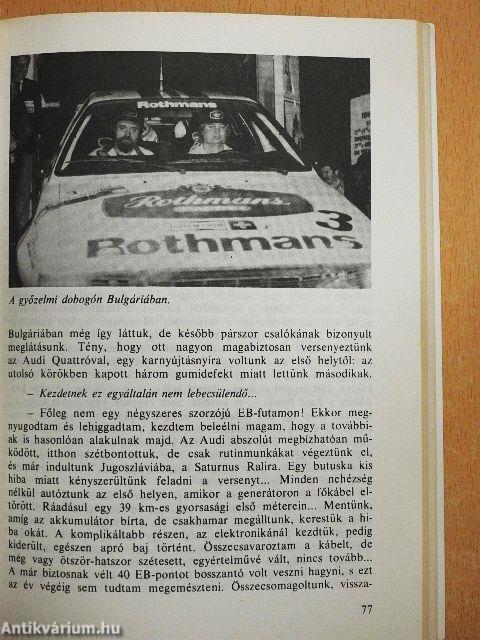 Rothmans
Rothmans
3
Rothmans
A győzelmi dobogón Bulgáriában.
Bulgáriában még így láttuk, de később párszor csalókának bizonyult
meglátásunk. Tény, hogy ott nagyon magabiztosan versenyeztünk
az Audi Quattróval, egy karnyújtásnyira voltunk az első helytől: az
utolsó körökben kapott három gumidefekt miatt lettünk másodikak.
– Kezdetnek ez egyáltalán nem lebecsülendő...
– Főleg nem egy négyszeres szorzójú EB-futamon! Ekkor meg-
nyugodtam és lehiggadtam, kezdtem beleélni magam, hogy a további-
ak is hasonlóan alakulnak majd. Az Audi abszolút megbízhatóan mű-
ködött, itthon szétbontottuk, de csak rutinmunkákat végeztünk el,
és már indultunk Jugoszláviába, a Saturnus Ralira. Egy butuska kis
hiba miatt kényszerültünk feladni a versenyt... Minden nehézség
nélkül autóztunk az első helyen, amikor a generátoron a főkábel el-
törött. Ráadásul egy 39 km-es gyorsasági első méterein... Mentünk,
amíg az akkumulátor bírta, de csakhamar megálltunk, kerestük a hi-
ba okát. A komplikáltabb részen, az elektronikánál kezdtük, pedig
kiderült, egészen apró baj történt. Összecsavaroztam a kábelt, de
még vagy ötször-hatszor szétesett, egyértelművé vált, nincs tovább...
A már biztosnak vélt 40 EB-pontot bosszantó volt veszni hagyni, s ezt
az év végéig sem tudtam megemészteni. Összecsomagoltunk, vissza-
77
Antikvárium.hu